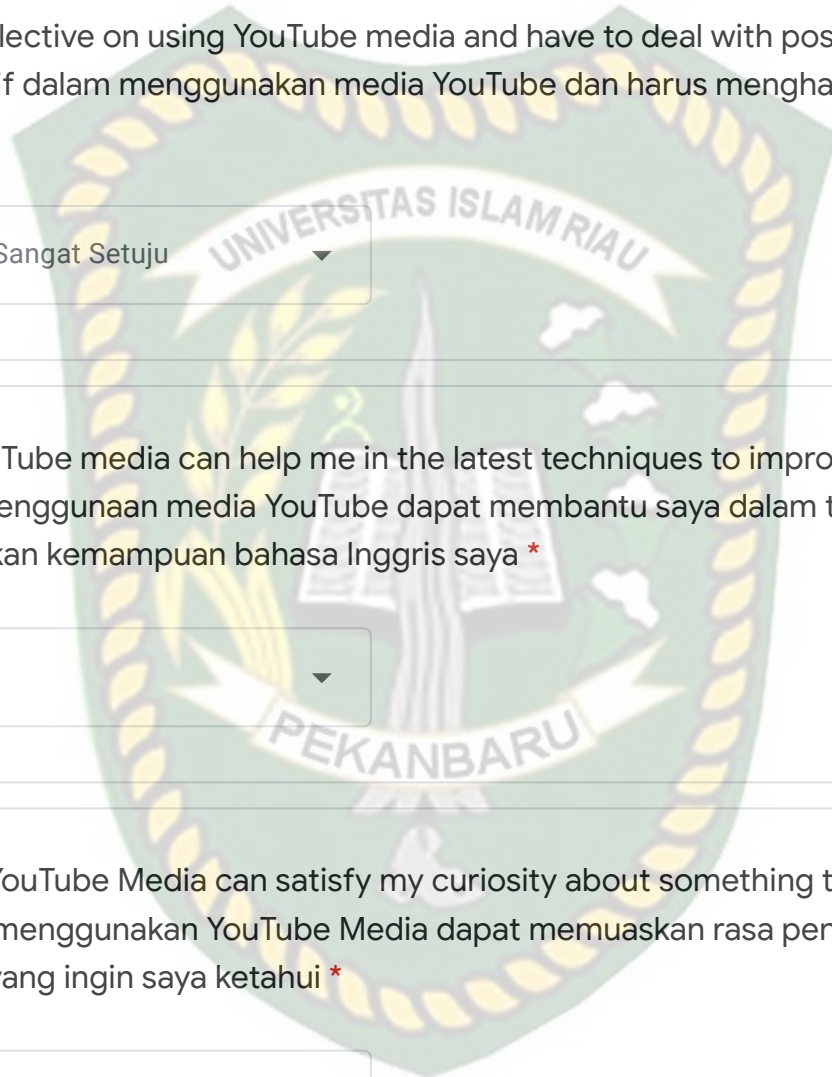 lective on using YouTube media and have to deal with pos
if dalam menggunakan media YouTube dan harus mengha
UNIVERSITAS ISLAM RIAU
Sangat Setuju
Tube media can help me in the latest techniques to impro
enggunaan media YouTube dapat membantu saya dalam t
kan kemampuan bahasa Inggris saya *
PEKANBARU
YouTube Media can satisfy my curiosity about something t
menggunakan YouTube Media dapat memuaskan rasa pen
yang ingin saya ketahui *